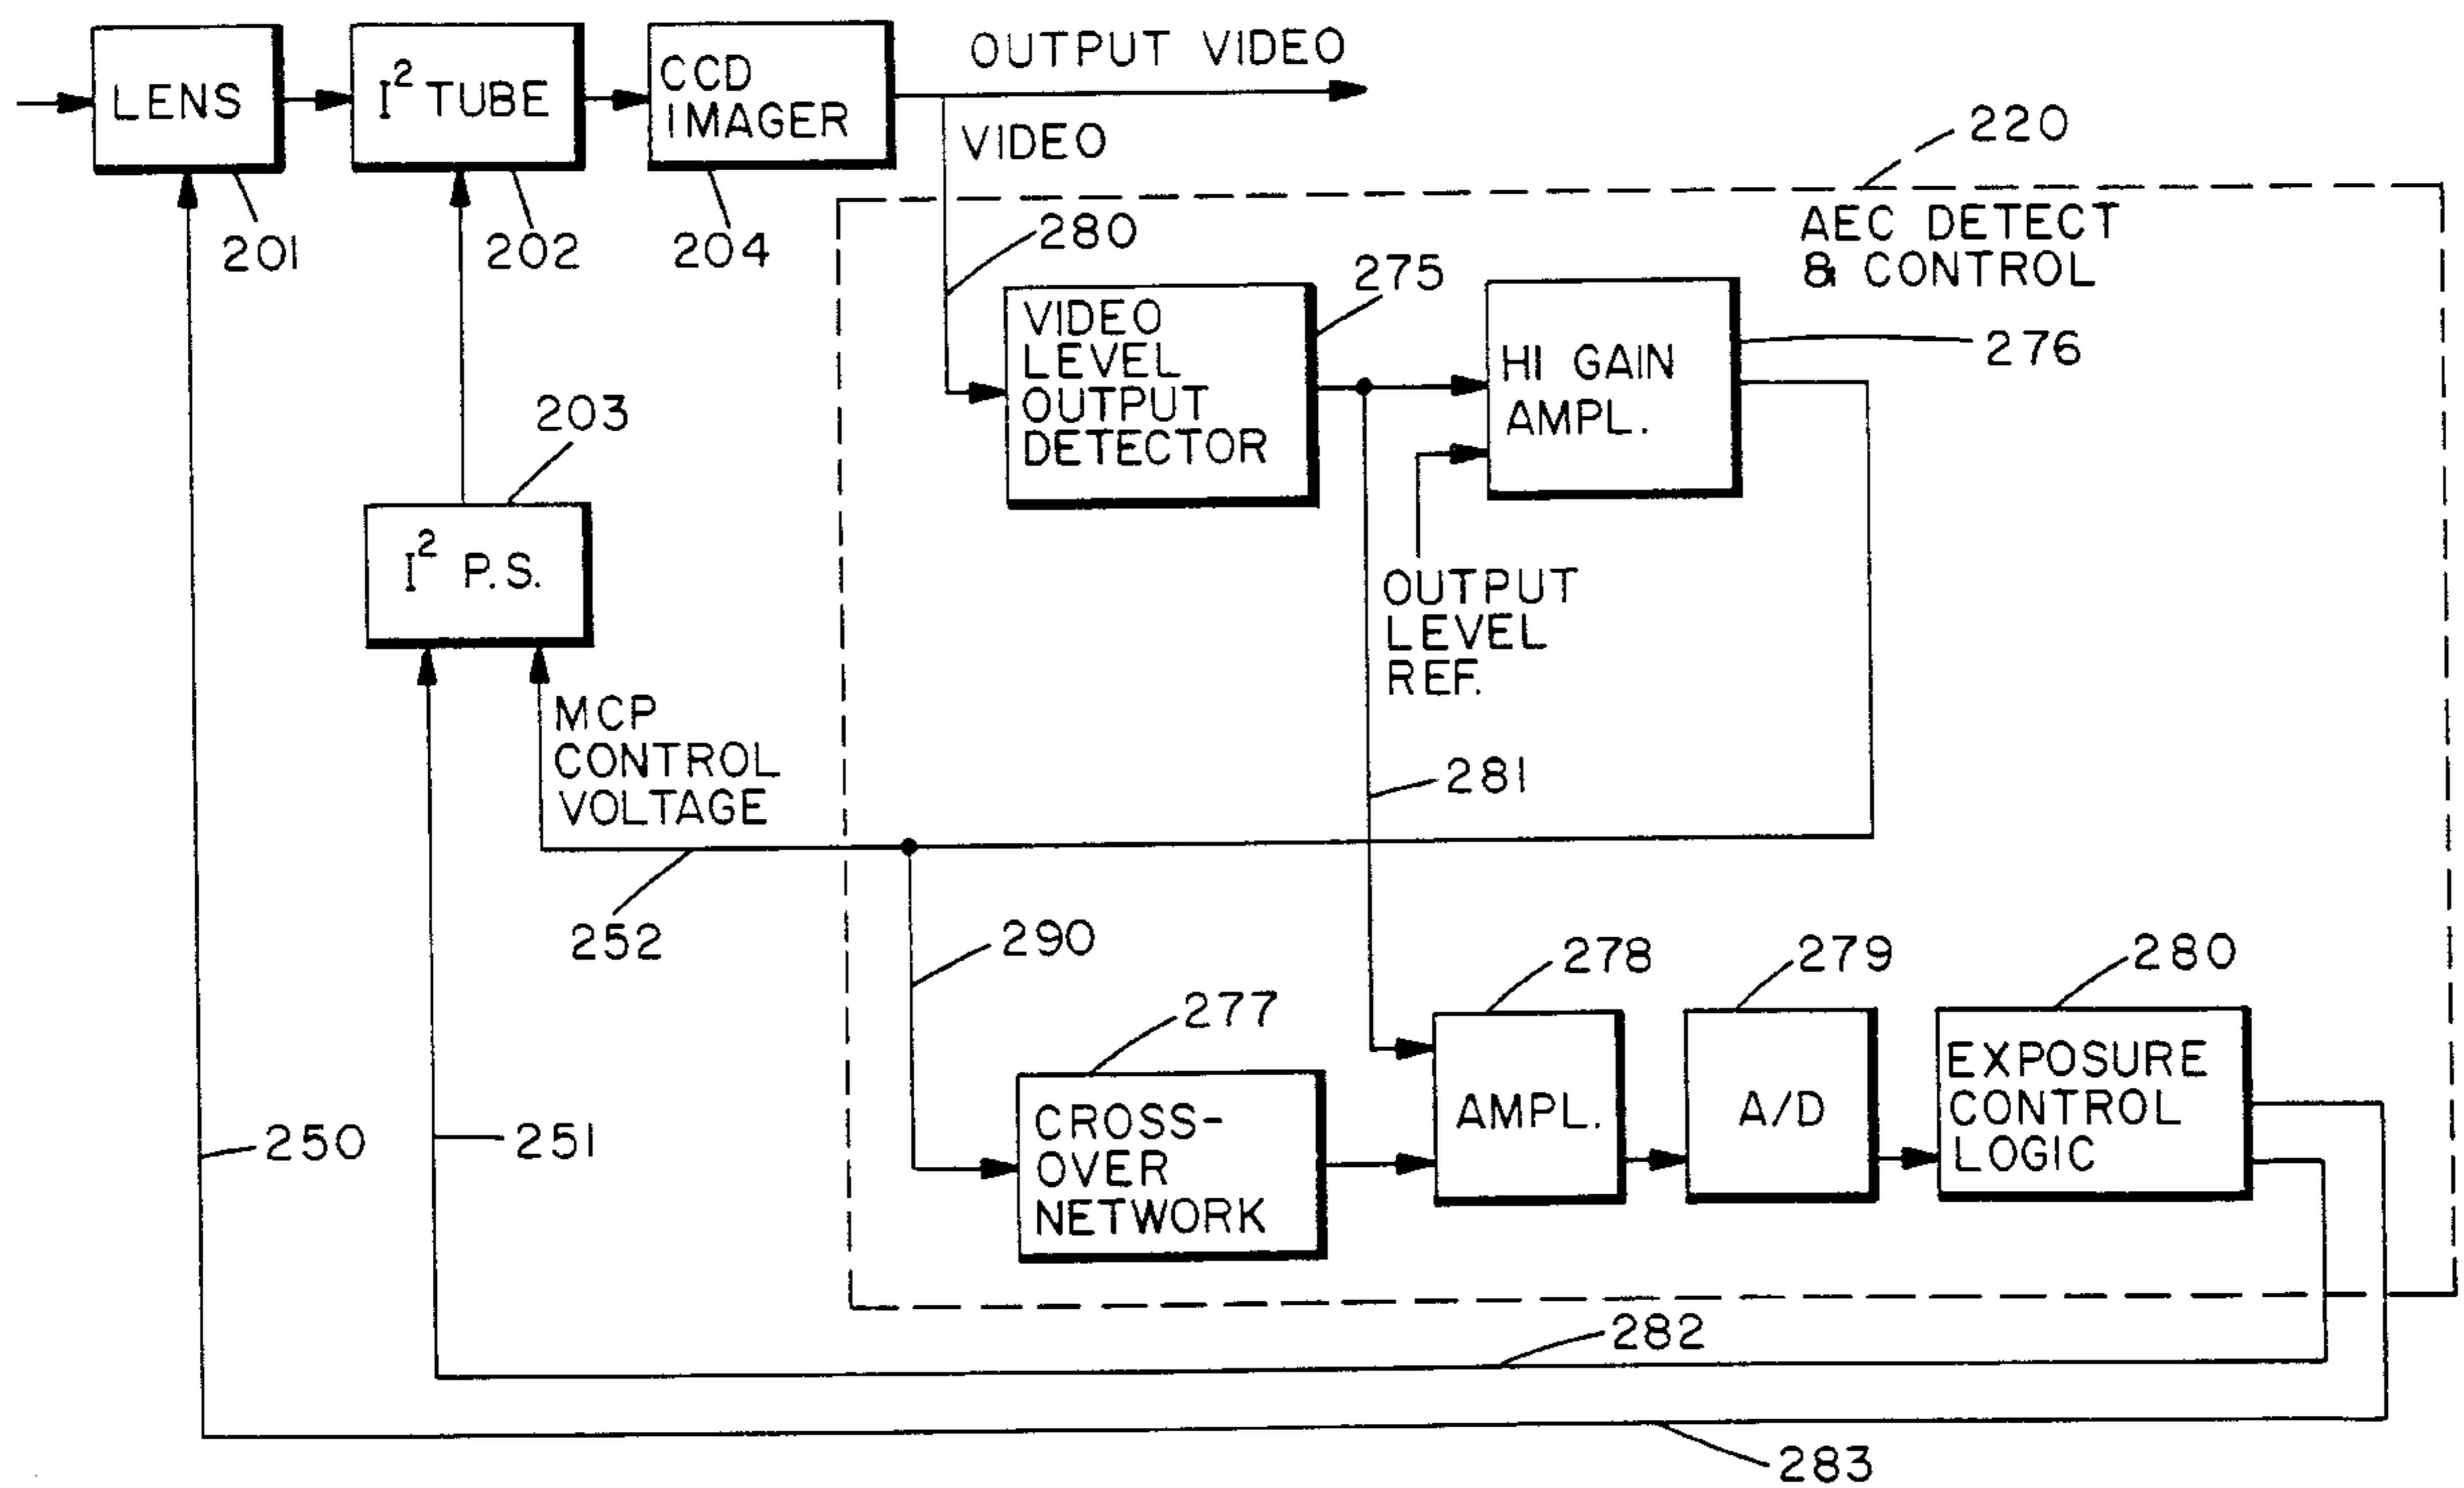 LENS
I² TUBE
CCD
IMAGER
OUTPUT VIDEO
VIDEO
201
202
204
220
AEC DETECT
& CONTROL
280
275
276
VIDEO
LEVEL
OUTPUT
DETECTOR
HI GAIN
AMPL.
203
I² P.S.
OUTPUT
LEVEL
REF.
MCP
CONTROL
VOLTAGE
281
252
290
277
278
279
280
CROSS-
OVER
NETWORK
AMPL.
A/D
EXPOSURE
CONTROL
LOGIC
250
251
282
283